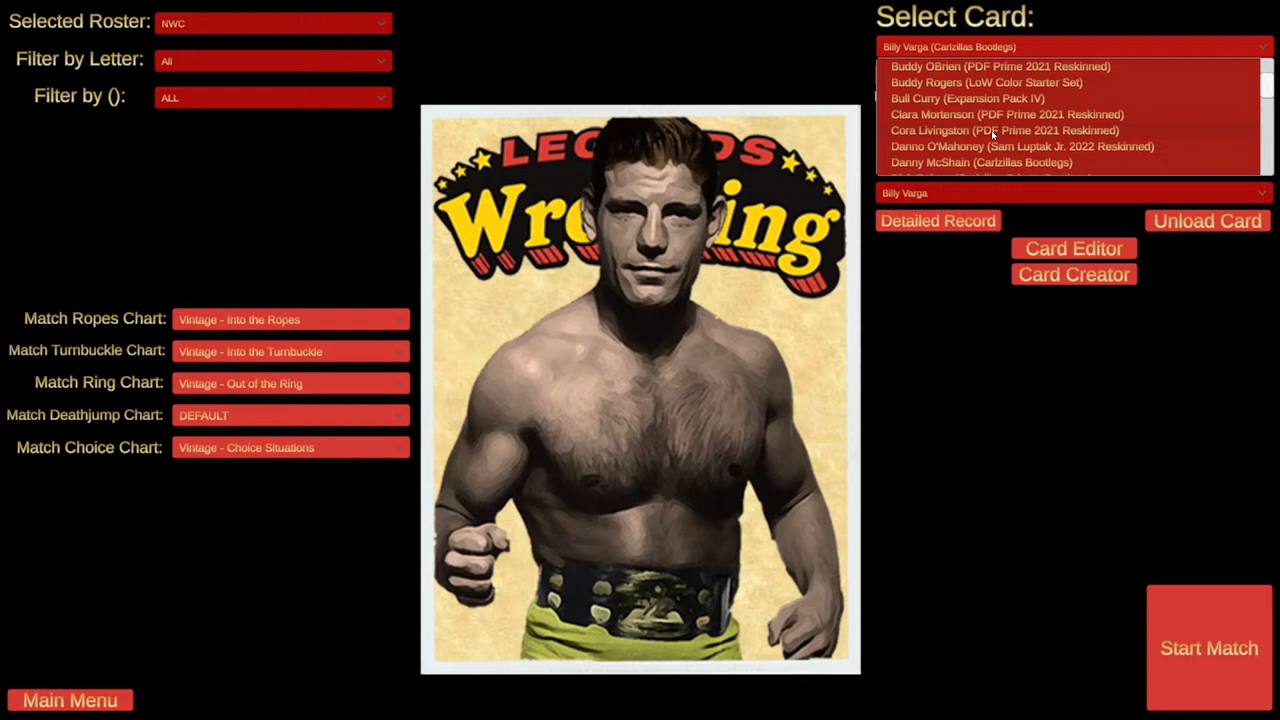 Selected Roster: NWC
Filter by Letter: All
Filter by (): ALL
Match Ropes Chart: Vintage - Into the Ropes
Match Turnbuckle Chart: Vintage - Into the Turnbuckle
Match Ring Chart: Vintage - Out of the Ring
Match Deathjump Chart: DEFAULT
Match Choice Chart: Vintage - Choice Situations
Main Menu
LEG DS
Wre ing
Select Card:
Billy Varga (Carlzillas Bootlegs)
Buddy OBrien (PDF Prime 2021 Reskinned)
Buddy Rogers (LoW Color Starter Set)
Bull Curry (Expansion Pack IV)
Clara Mortenson (PDF Prime 2021 Reskinned)
Cora Livingston (PDF Prime 2021 Reskinned)
Danno O'Mahoney (Sam Luptak Jr. 2022 Reskinned)
Danny McShain (Carlzillas Bootlegs)
Billy Varga
Detailed Record
Unload Card
Card Editor
Card Creator
Start Match